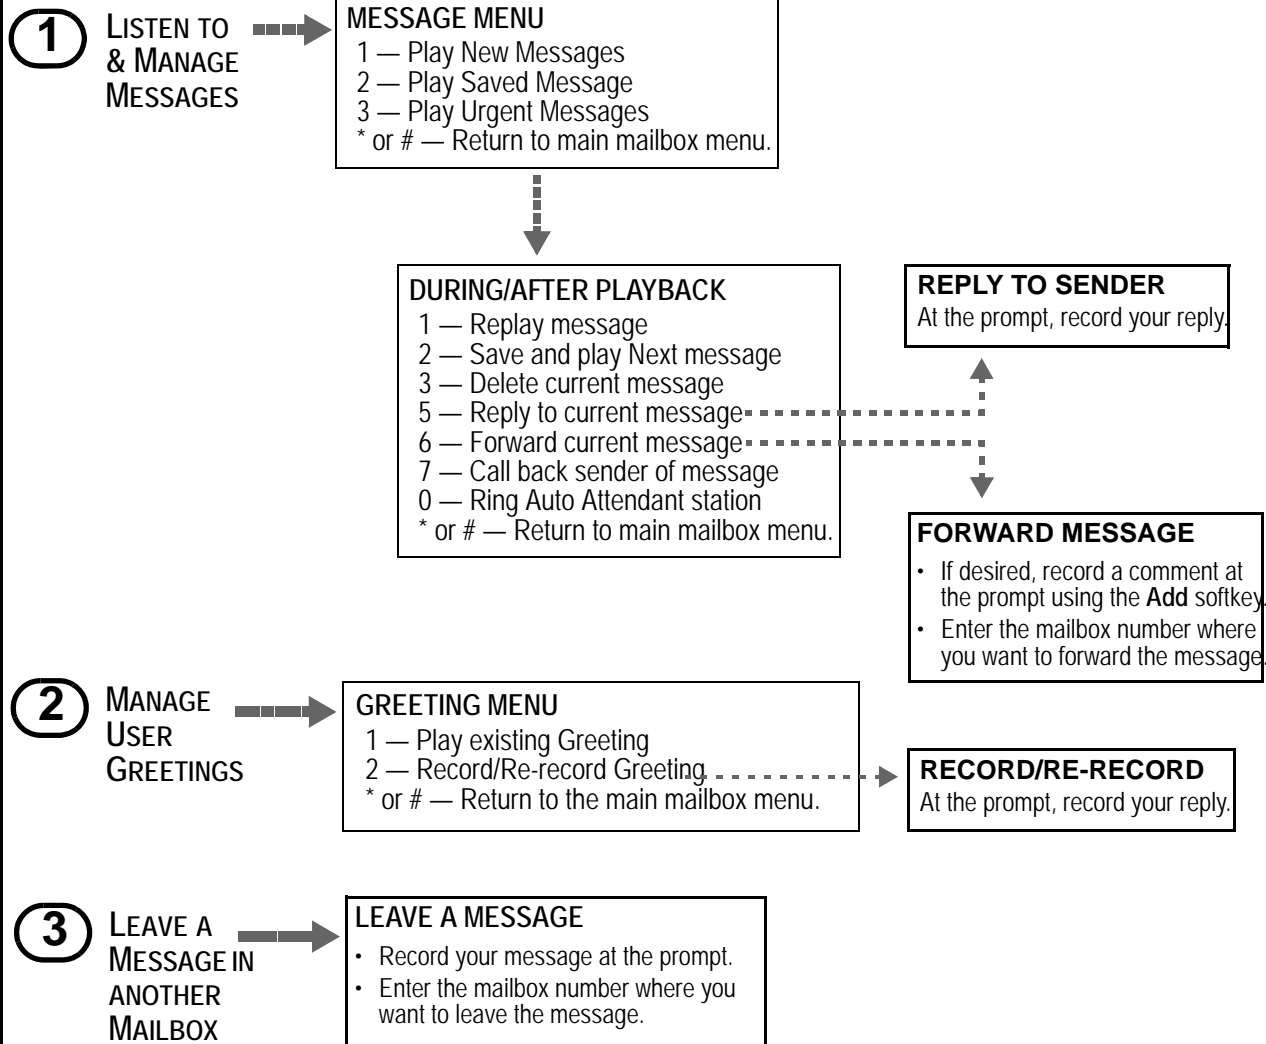 1
LISTEN TO
& MANAGE
MESSAGES
MESSAGE MENU
1 — Play New Messages
2 — Play Saved Message
3 — Play Urgent Messages
* or # — Return to main mailbox menu.
DURING/AFTER PLAYBACK
1 — Replay message
2 — Save and play Next message
3 — Delete current message
5 — Reply to current message
6 — Forward current message
7 — Call back sender of message
0 — Ring Auto Attendant station
* or # — Return to main mailbox menu.
REPLY TO SENDER
At the prompt, record your reply.
FORWARD MESSAGE
• If desired, record a comment at
the prompt using the Add softkey.
• Enter the mailbox number where
you want to forward the message.
2
MANAGE
USER
GREETINGS
GREETING MENU
1 — Play existing Greeting
2 — Record/Re-record Greeting
* or # — Return to the main mailbox menu.
RECORD/RE-RECORD
At the prompt, record your reply.
3
LEAVE A
MESSAGE IN
ANOTHER
MAILBOX
LEAVE A MESSAGE
• Record your message at the prompt.
• Enter the mailbox number where you
want to leave the message.